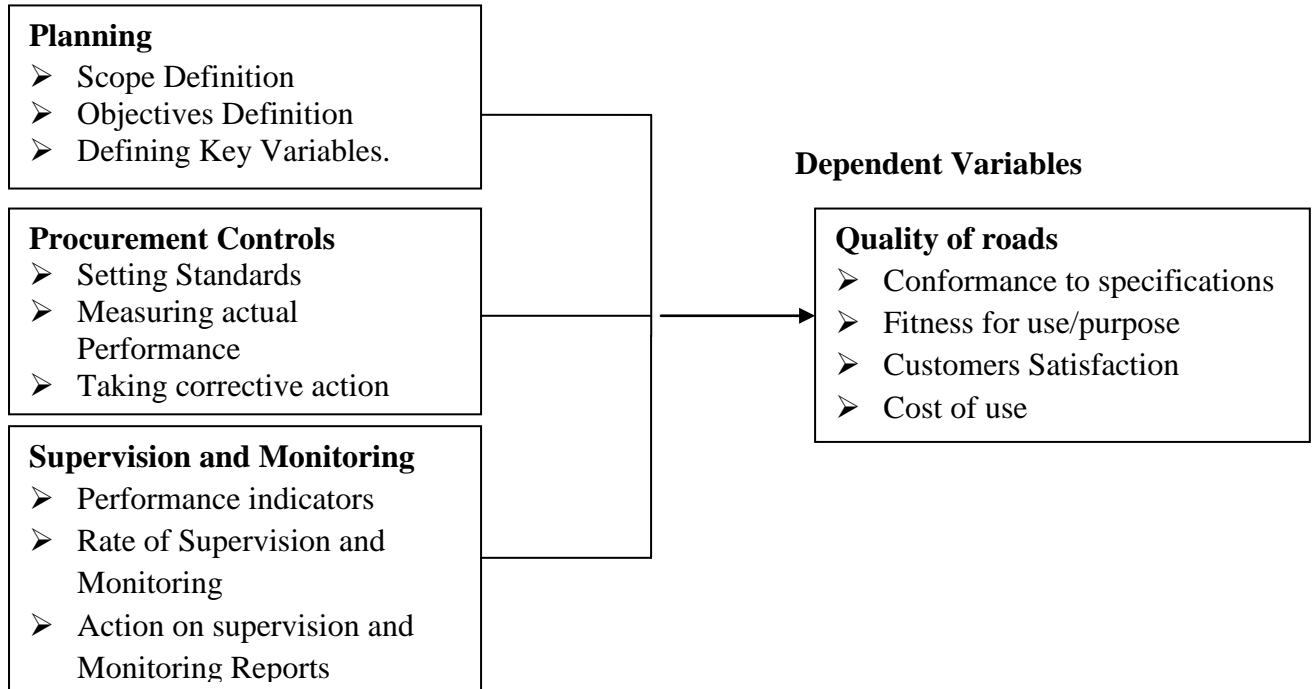 Planning
➢ Scope Definition
➢ Objectives Definition
➢ Defining Key Variables.
Procurement Controls
➢ Setting Standards
➢ Measuring actual
Performance
➢ Taking corrective action
Supervision and Monitoring
➢ Performance indicators
➢ Rate of Supervision and
Monitoring
➢ Action on supervision and
Monitoring Reports
Dependent Variables
Quality of roads
➢ Conformance to specifications
➢ Fitness for use/purpose
➢ Customers Satisfaction
➢ Cost of use